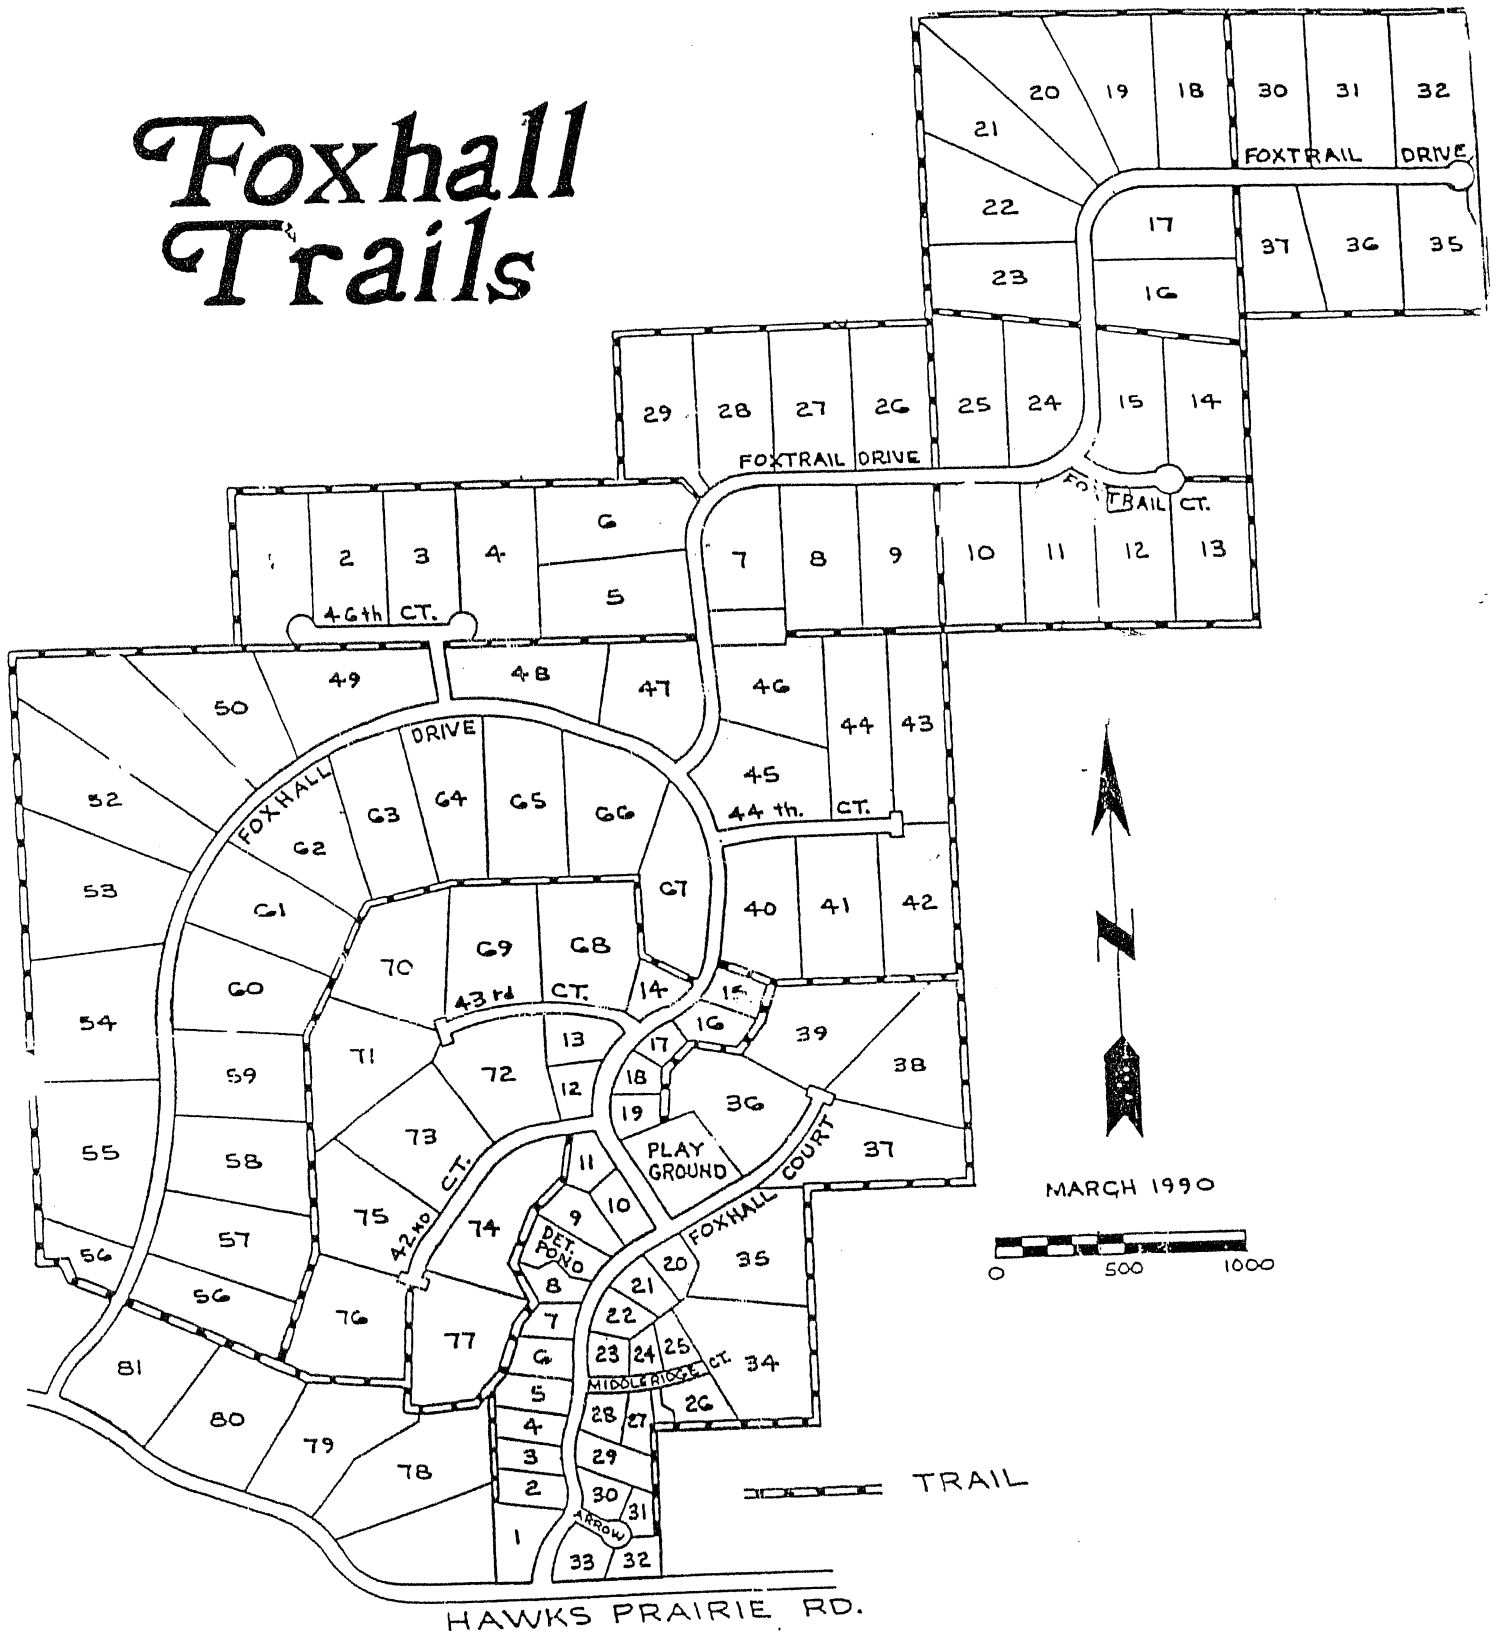 Foxhall
Trails
20 19 18 30 31 32
21
FOXTRAIL DRIVE
22 17 37 36 35
23 16
29 28 27 26 25 24 15 14
FOXTRAIL DRIVE
FOXTRAIL CT.
6
2 3 4 7 8 9 10 11 12 13
5
46th CT.
49 48 47 46
50 44 43
DRIVE
45
FOXHALL
52 63 64 65 66
44th. CT.
62
53 61 67 40 41 42
70 69 68
60 14 15
43rd CT.
54 71 13 17 16 39
59 72 12 18 38
19 36
55 58 73
PLAY
GROUND
37
11
42ND CT.
FOXHALL COURT
MARCH 1990
75 74 9 10
57
56
DET.
POND
20 35
56 8 21
0 500 1000
76 77 7 22
6 23 24 25 34
81
MIDDLERIDGE CT.
5 26
80 79 4 28 27
78 3 29
2 30 31
TRAIL
ARROW
1 33 32
HAWKS PRAIRIE RD.